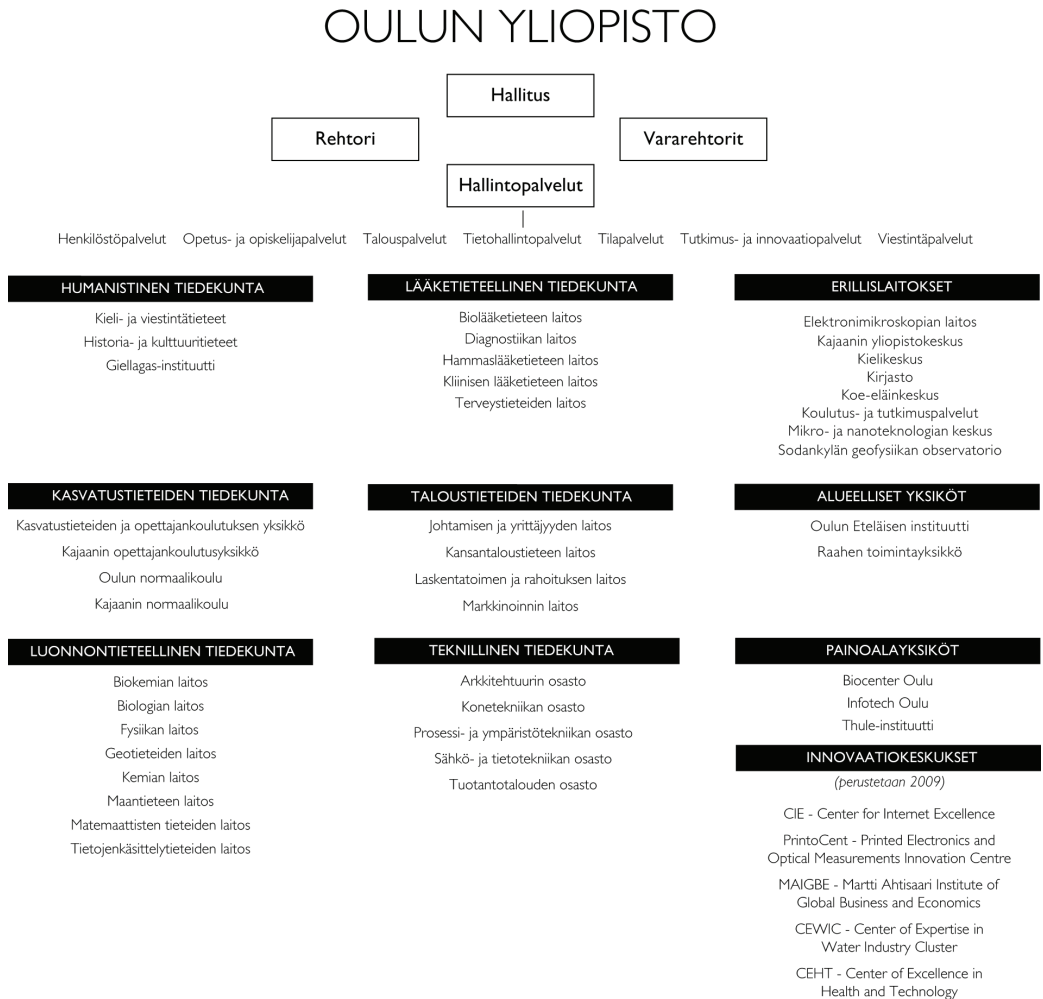 OULUN YLIOPISTO
Hallitus
Rehtori
Vararehtorit
Hallintopalvelut
Henkilöstöpalvelut Opetus- ja opiskelijapalvelut Talouspalvelut Tietohallintopalvelut Tilapalvelut Tutkimus- ja innovaatiopalvelut Viestintäpalvelut
HUMANISTINEN TIEDEKUNTA
Kieli- ja viestintätieteet
Historia- ja kulttuuritieteet
Giellagas-instituutti
LÄÄKETIETEELLINEN TIEDEKUNTA
Biolääketieteen laitos
Diagnostiikan laitos
Hammaslääketieteen laitos
Kliinisen lääketieteen laitos
Terveystieteiden laitos
ERILLISLAITOKSET
Elektronimikroskopian laitos
Kajaanin yliopistokeskus
Kielikeskus
Kirjasto
Koe-eläinkeskus
Koulutus- ja tutkimuspalvelut
Mikro- ja nanoteknologian keskus
Sodankylän geofysiikan observatorio
KASVATUSTIETEIDEN TIEDEKUNTA
Kasvatustieteiden ja opettajankoulutuksen yksikkö
Kajaanin opettajankoulutusyksikkö
Oulun normaalikoulu
Kajaanin normaalikoulu
TALOUSTIETEIDEN TIEDEKUNTA
Johtamisen ja yrittäjyyden laitos
Kansantaloustieteen laitos
Laskentatoimen ja rahoituksen laitos
Markkinoinnin laitos
ALUEELLISET YKSIKÖT
Oulun Eteläisen instituutti
Raahen toimintayksikkö
LUONNONTIETEELLINEN TIEDEKUNTA
Biokemian laitos
Biologian laitos
Fysiikan laitos
Geotieteiden laitos
Kemian laitos
Maantieteen laitos
Matemaattisten tieteiden laitos
Tietojenkäsittelytieteiden laitos
TEKNILLINEN TIEDEKUNTA
Arkkitehtuurin osasto
Konetekniikan osasto
Prosessi- ja ympäristötekniikan osasto
Sähkö- ja tietotekniikan osasto
Tuotantotalouden osasto
PAINOALAYKSIKÖT
Biocenter Oulu
Infotech Oulu
Thule-instituutti
INNOVAATIOKESKUKSET
(perustetaan 2009)
CIE - Center for Internet Excellence
PrintoCent - Printed Electronics and
Optical Measurements Innovation Centre
MAIGBE - Martti Ahtisaari Institute of
Global Business and Economics
CEWIC - Center of Expertise in
Water Industry Cluster
CEHT - Center of Excellence in
Health and Technology